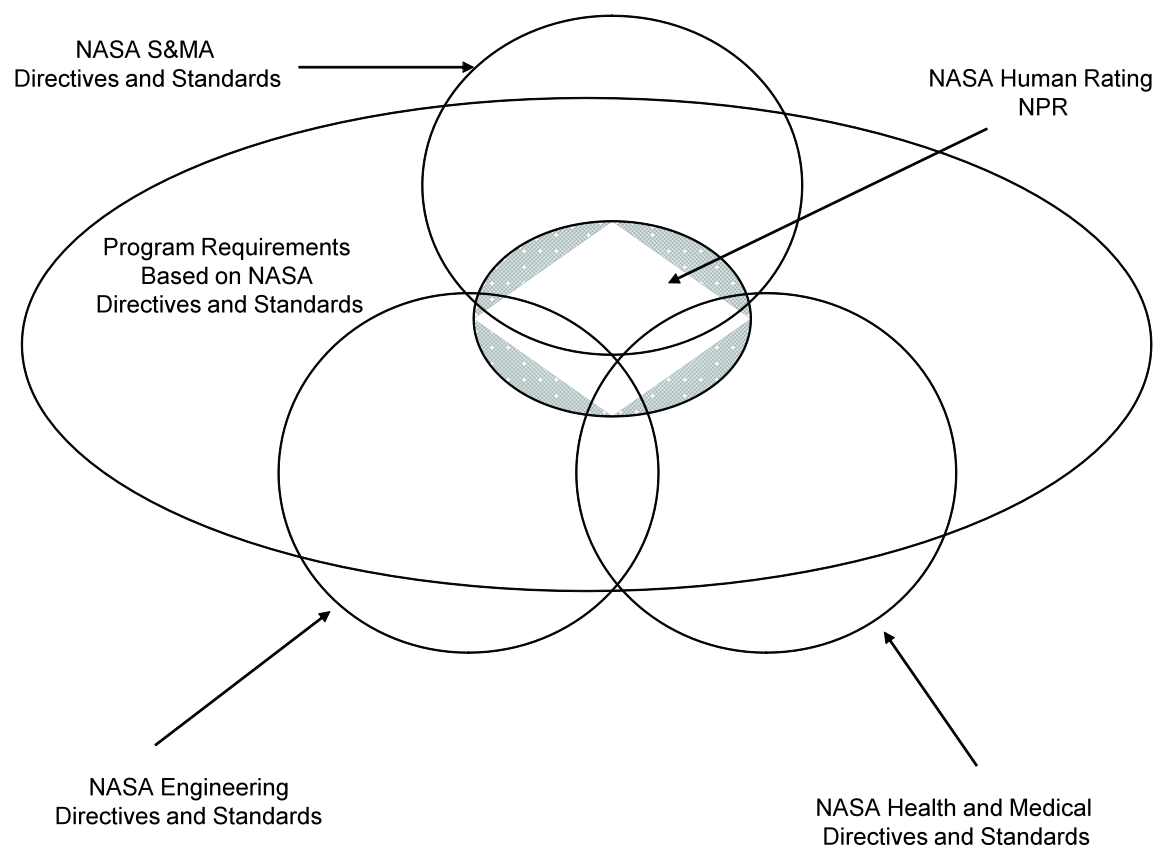 NASA S&MA
Directives and Standards
NASA Human Rating
NPR
Program Requirements
Based on NASA
Directives and Standards
NASA Engineering
Directives and Standards
NASA Health and Medical
Directives and Standards